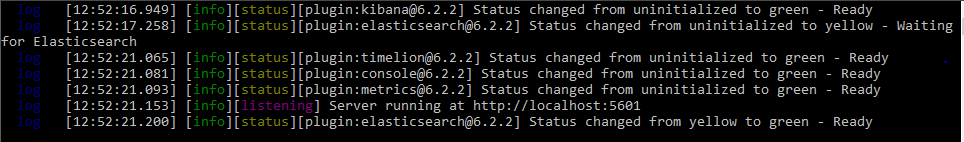 log [12:52:16.949] [info][status][plugin:kibana@6.2.2] Status changed from uninitialized to green - Ready
log [12:52:17.258] [info][status][plugin:elasticsearch@6.2.2] Status changed from uninitialized to yellow - Waiting
for Elasticsearch
log [12:52:21.065] [info][status][plugin:timelion@6.2.2] Status changed from uninitialized to green - Ready
log [12:52:21.081] [info][status][plugin:console@6.2.2] Status changed from uninitialized to green - Ready
log [12:52:21.093] [info][status][plugin:metrics@6.2.2] Status changed from uninitialized to green - Ready
log [12:52:21.153] [info][listening] Server running at http://localhost:5601
log [12:52:21.200] [info][status][plugin:elasticsearch@6.2.2] Status changed from yellow to green - Ready